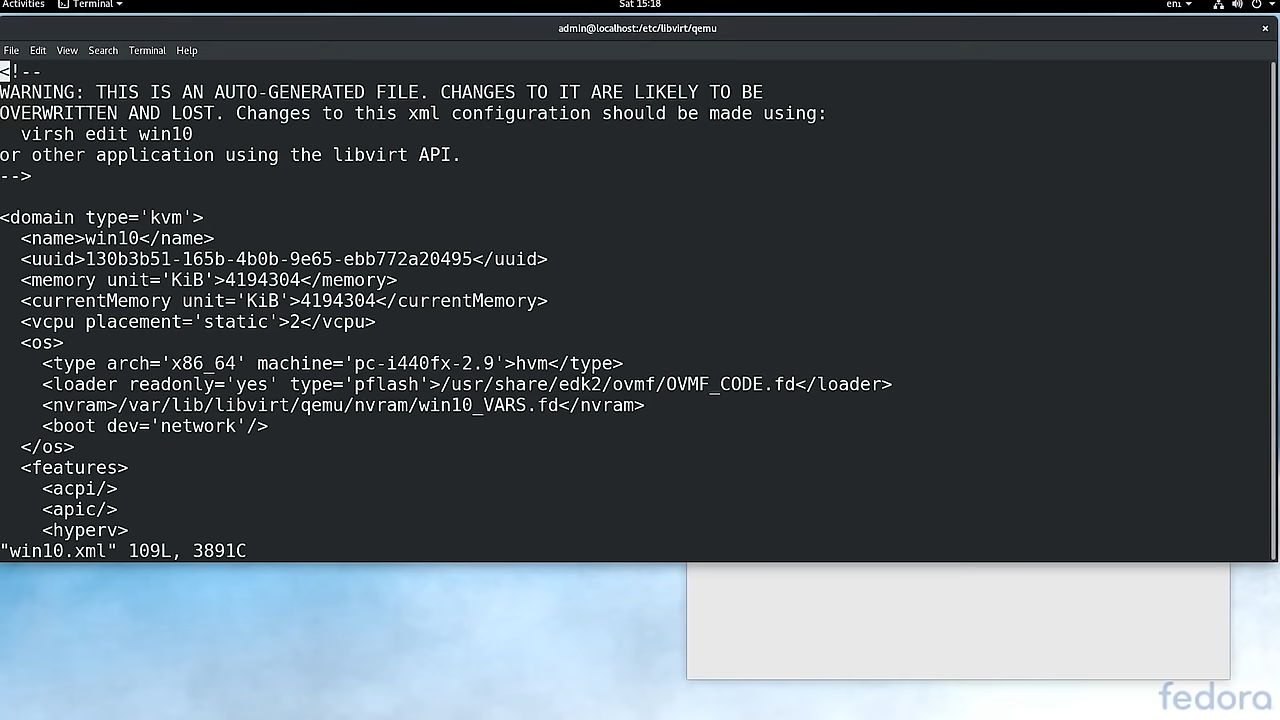 Activities Terminal Sat 15:18 en1
admin@localhost:/etc/libvirt/qemu ×
File Edit View Search Terminal Help
<!--
WARNING: THIS IS AN AUTO-GENERATED FILE. CHANGES TO IT ARE LIKELY TO BE
OVERWRITTEN AND LOST. Changes to this xml configuration should be made using:
  virsh edit win10
or other application using the libvirt API.
-->
<domain type='kvm'>
  <name>win10</name>
  <uuid>130b3b51-165b-4b0b-9e65-ebb772a20495</uuid>
  <memory unit='KiB'>4194304</memory>
  <currentMemory unit='KiB'>4194304</currentMemory>
  <vcpu placement='static'>2</vcpu>
  <os>
    <type arch='x86_64' machine='pc-i440fx-2.9'>hvm</type>
    <loader readonly='yes' type='pflash'>/usr/share/edk2/ovmf/OVMF_CODE.fd</loader>
    <nvram>/var/lib/libvirt/qemu/nvram/win10_VARS.fd</nvram>
    <boot dev='network'/>
  </os>
  <features>
    <acpi/>
    <apic/>
    <hyperv>
"win10.xml" 109L, 3891C
fedora